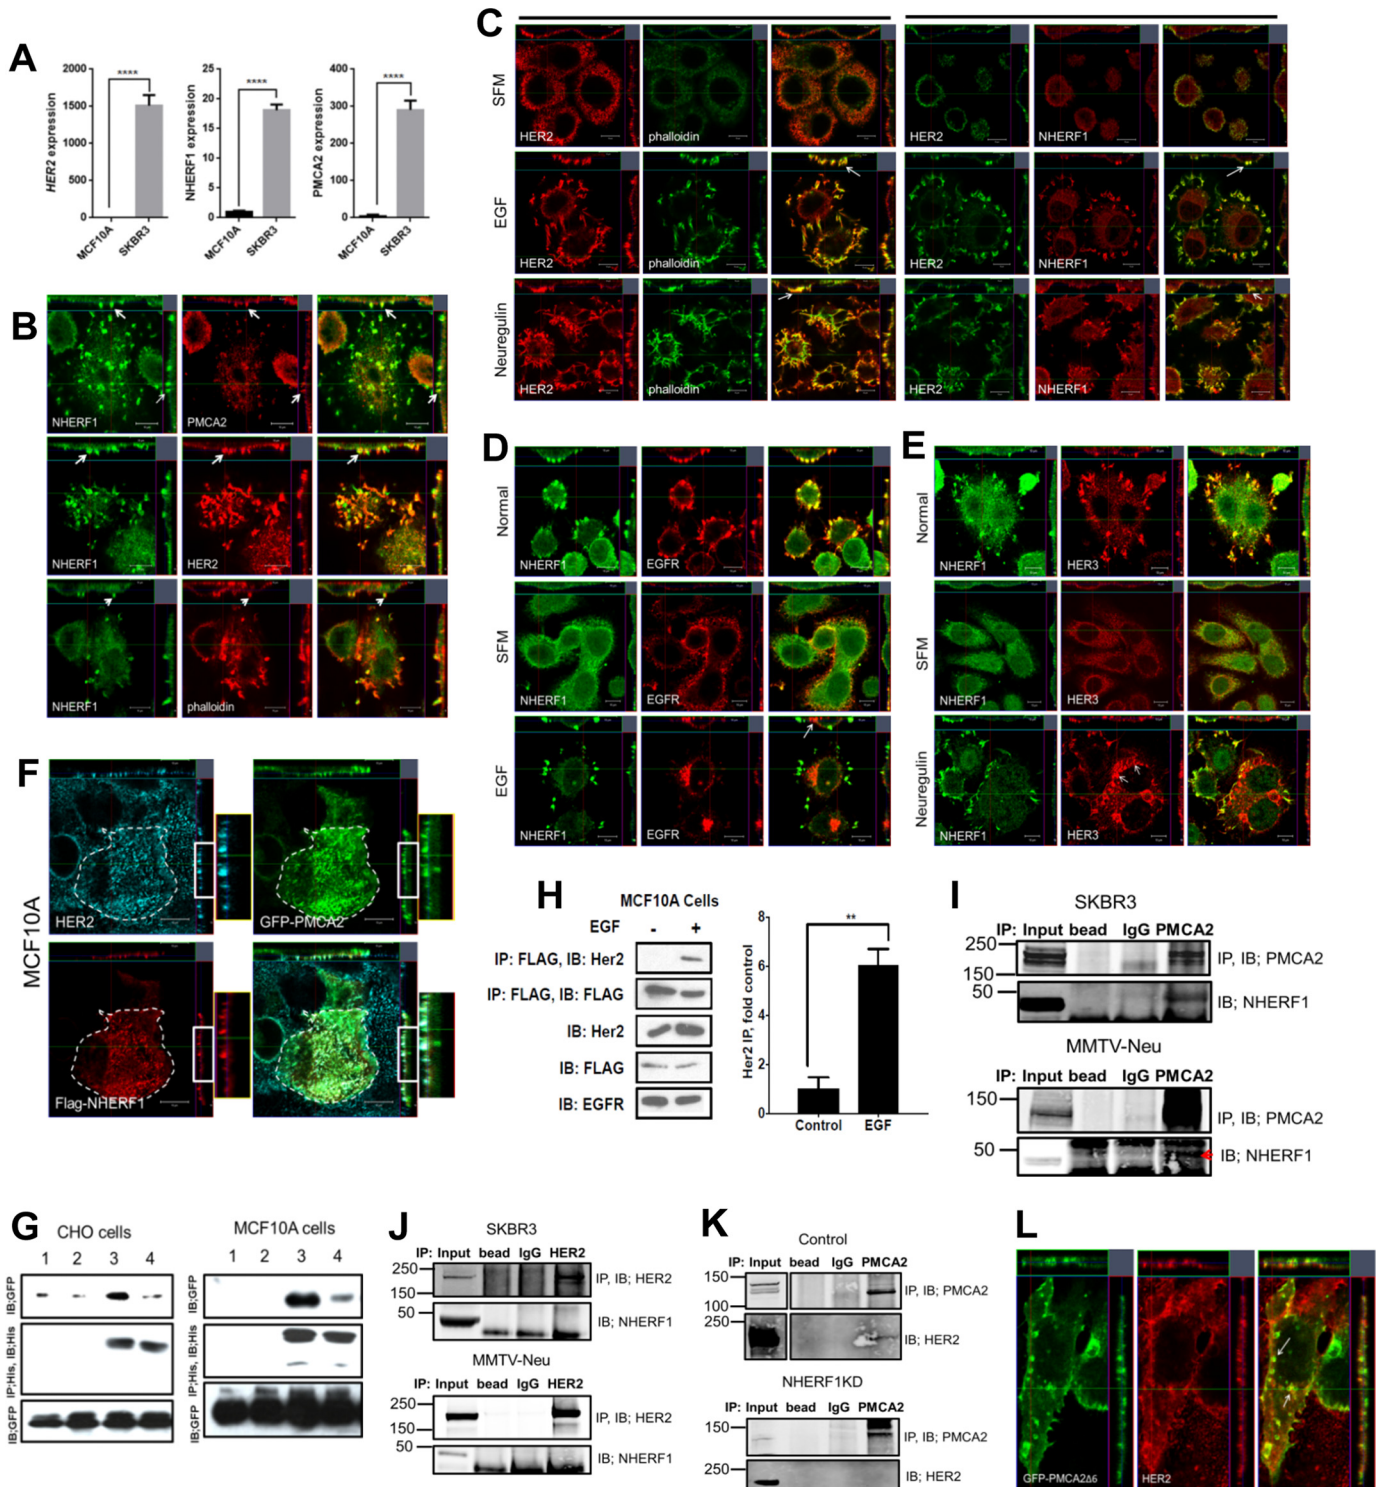 A
2000
1500
1000
500
0
HER2 expression
MCF10A
SKBR3
****
25
20
15
10
5
0
NHERF1 expression
MCF10A
SKBR3
****
400
300
200
100
0
PMCA2 expression
MCF10A
SKBR3
****
B
NHERF1
PMCA2
NHERF1
HER2
NHERF1
phalloidin
C
SFM
HER2
phalloidin
HER2
NHERF1
EGF
HER2
phalloidin
HER2
NHERF1
Neuregulin
HER2
phalloidin
HER2
NHERF1
D
Normal
NHERF1
EGFR
SFM
NHERF1
EGFR
EGF
NHERF1
EGFR
E
Normal
NHERF1
HER3
SFM
NHERF1
HER3
Neuregulin
NHERF1
HER3
F
MCF10A
HER2
GFP-PMCA2
Flag-NHERF1
G
CHO cells
1 2 3 4
IB;GFP
IP;His, IB;His
IB;GFP
MCF10A cells
1 2 3 4
IB;GFP
IP;His, IB;His
IB;GFP
H
MCF10A Cells
EGF - +
IP: FLAG, IB: Her2
IP: FLAG, IB: FLAG
IB: Her2
IB: FLAG
IB: EGFR
8
6
4
2
0
Her2 IP, fold control
**
Control
EGF
I
SKBR3
IP: Input bead IgG PMCA2
250
150
IP, IB; PMCA2
50
IB; NHERF1
MMTV-Neu
IP: Input bead IgG PMCA2
150
IP, IB; PMCA2
50
IB; NHERF1
J
SKBR3
IP: Input bead IgG HER2
250
150
IP, IB; HER2
50
IB; NHERF1
MMTV-Neu
IP: Input bead IgG HER2
250
150
IP, IB; HER2
50
IB; NHERF1
K
Control
IP: Input bead IgG PMCA2
150
100
IP, IB; PMCA2
250
IB; HER2
NHERF1KD
IP: Input bead IgG PMCA2
150
IP, IB; PMCA2
250
IB; HER2
L
GFP-PMCA2Δ6
HER2